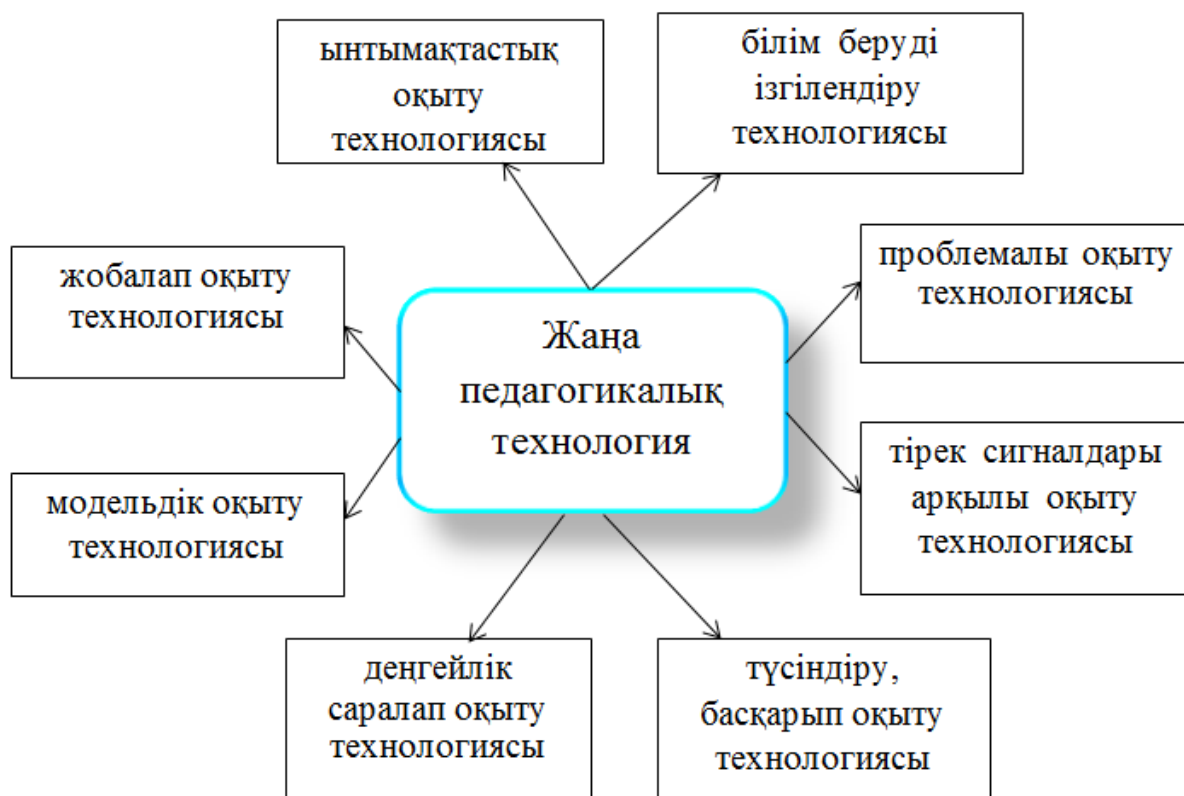 ынтымақтастық
оқыту
технологиясы
білім беруді
ізгілендіру
технологиясы
жобалап оқыту
технологиясы
Жаңа
педагогикалық
технология
проблемалы оқыту
технологиясы
модельдік оқыту
технологиясы
тірек сигналдары
арқылы оқыту
технологиясы
деңгейлік
саралап оқыту
технологиясы
түсіндіру,
басқарып оқыту
технологиясы